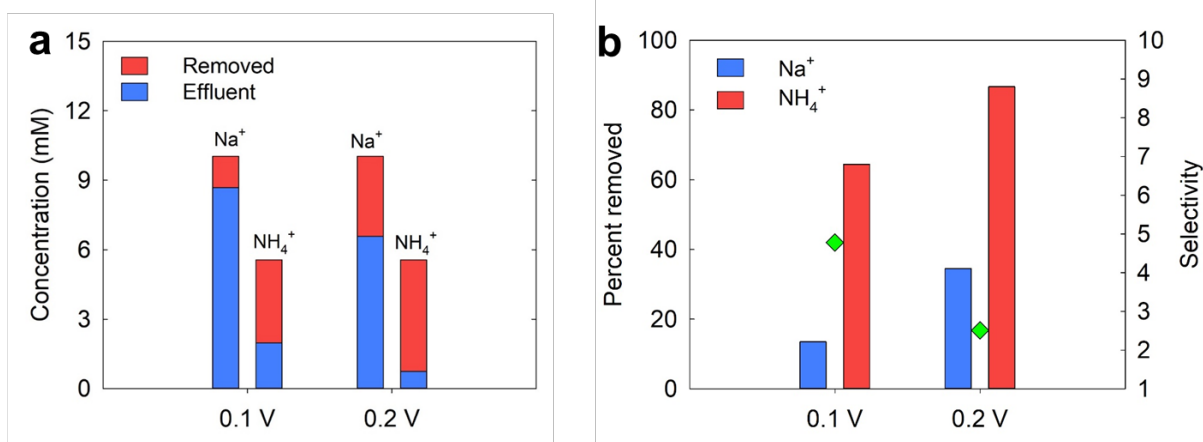 a
15
12
9
6
3
0
Concentration (mM)
Removed
Effluent
Na⁺
NH₄⁺
Na⁺
NH₄⁺
0.1 V
0.2 V
b
100
80
60
40
20
0
Percent removed
Na⁺
NH₄⁺
10
9
8
7
6
5
4
3
2
1
Selectivity
0.1 V
0.2 V